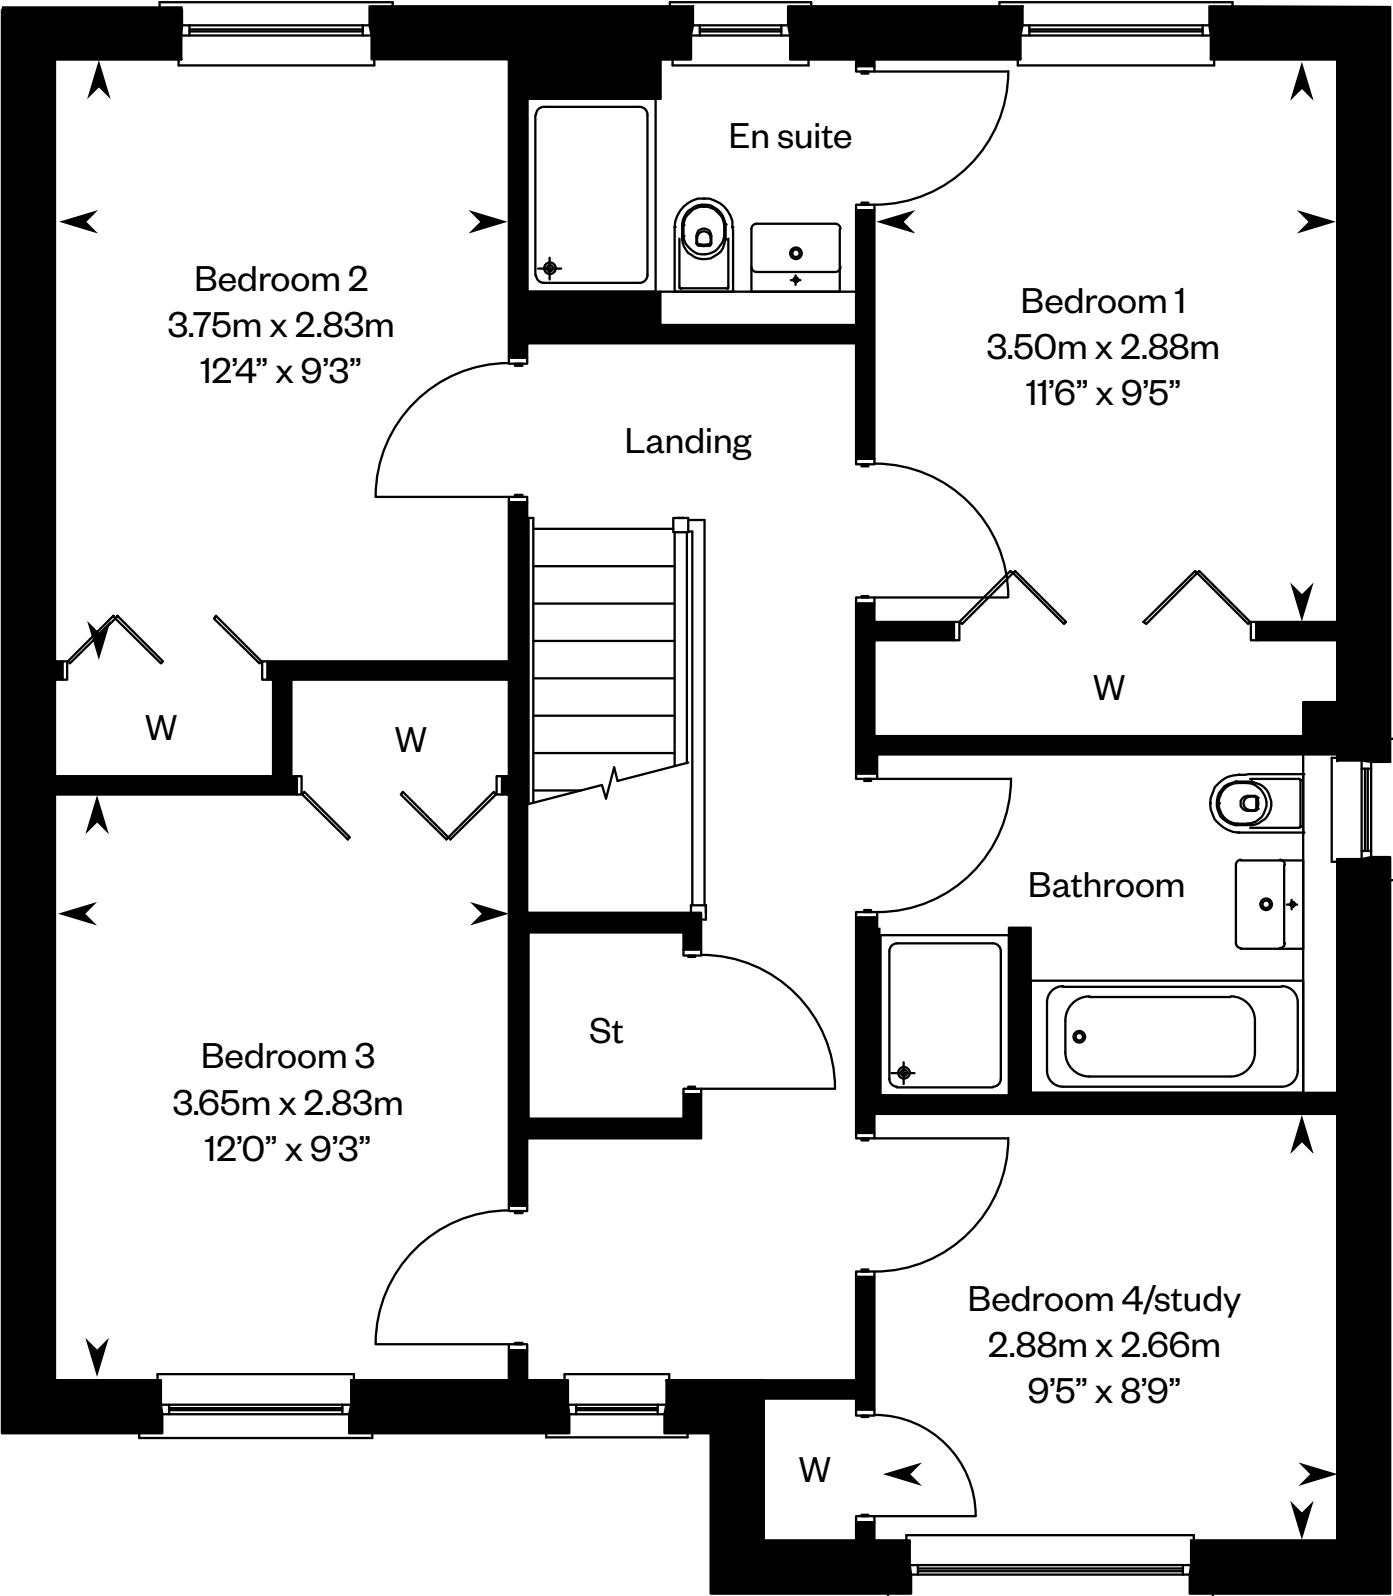 En suite
Bedroom 2
3.75m x 2.83m
12’4” x 9’3”
Bedroom 1
3.50m x 2.88m
11’6” x 9’5”
Landing
W
W
W
Bathroom
St
Bedroom 3
3.65m x 2.83m
12’0” x 9’3”
Bedroom 4/study
2.88m x 2.66m
9’5” x 8’9”
W